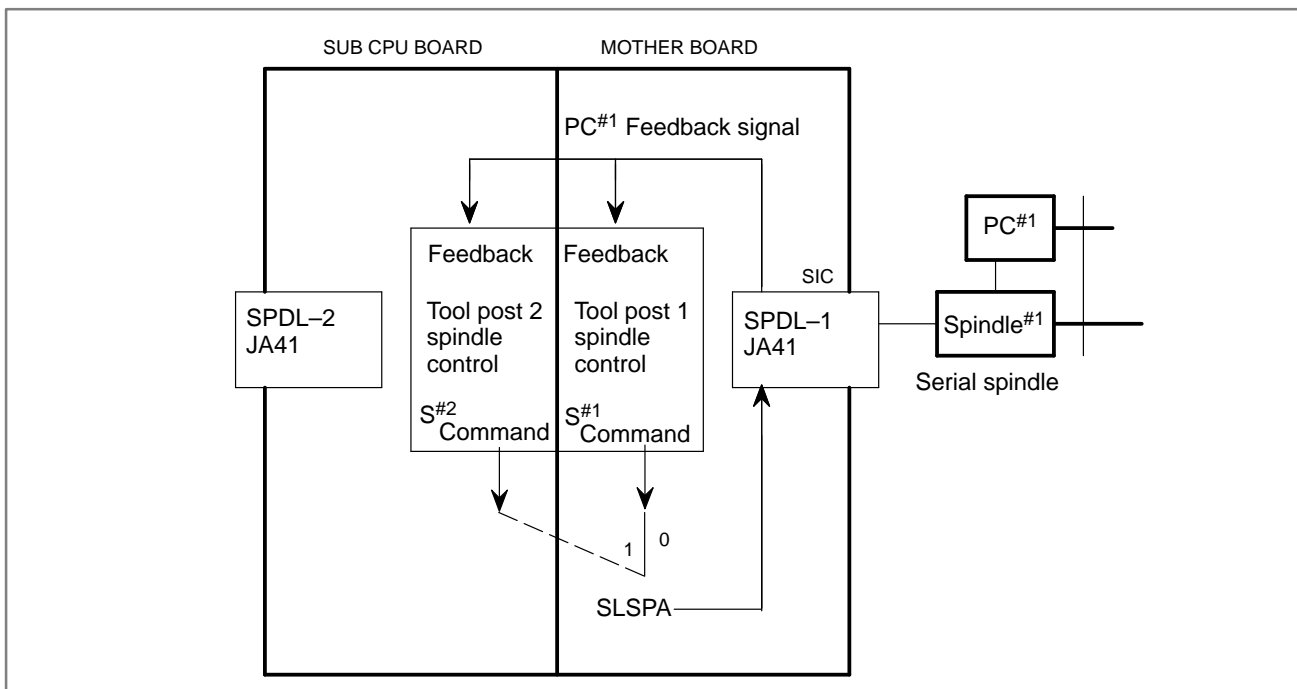 SUB CPU BOARD
MOTHER BOARD
PC#1 Feedback signal
PC#1
SIC
Feedback
Feedback
SPDL–2
JA41
Tool post 2
spindle
control
Tool post 1
spindle
control
SPDL–1
JA41
Spindle#1
Serial spindle
S#2
Command
S#1
Command
1
0
SLSPA